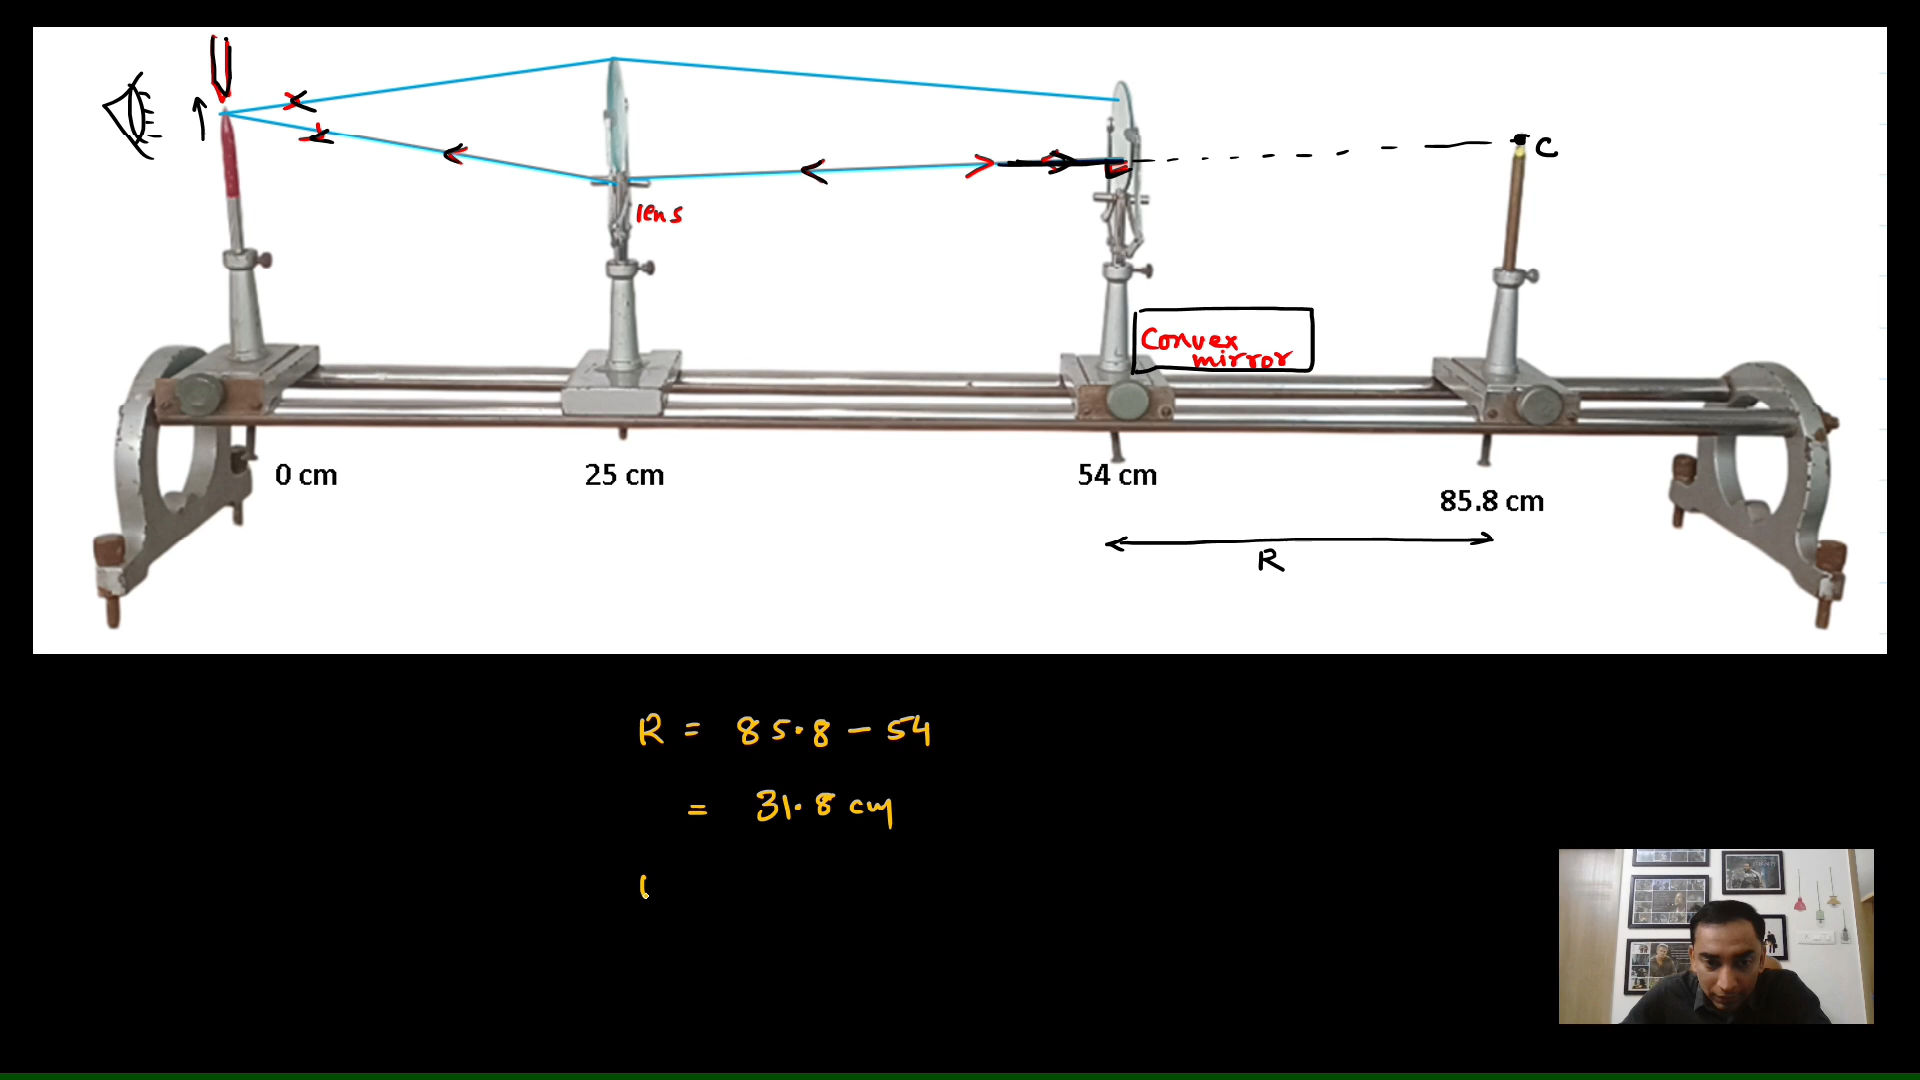 C
lens
Convex
mirror
0 cm
25 cm
54 cm
85.8 cm
R
R = 85.8 - 54
= 31.8 cm